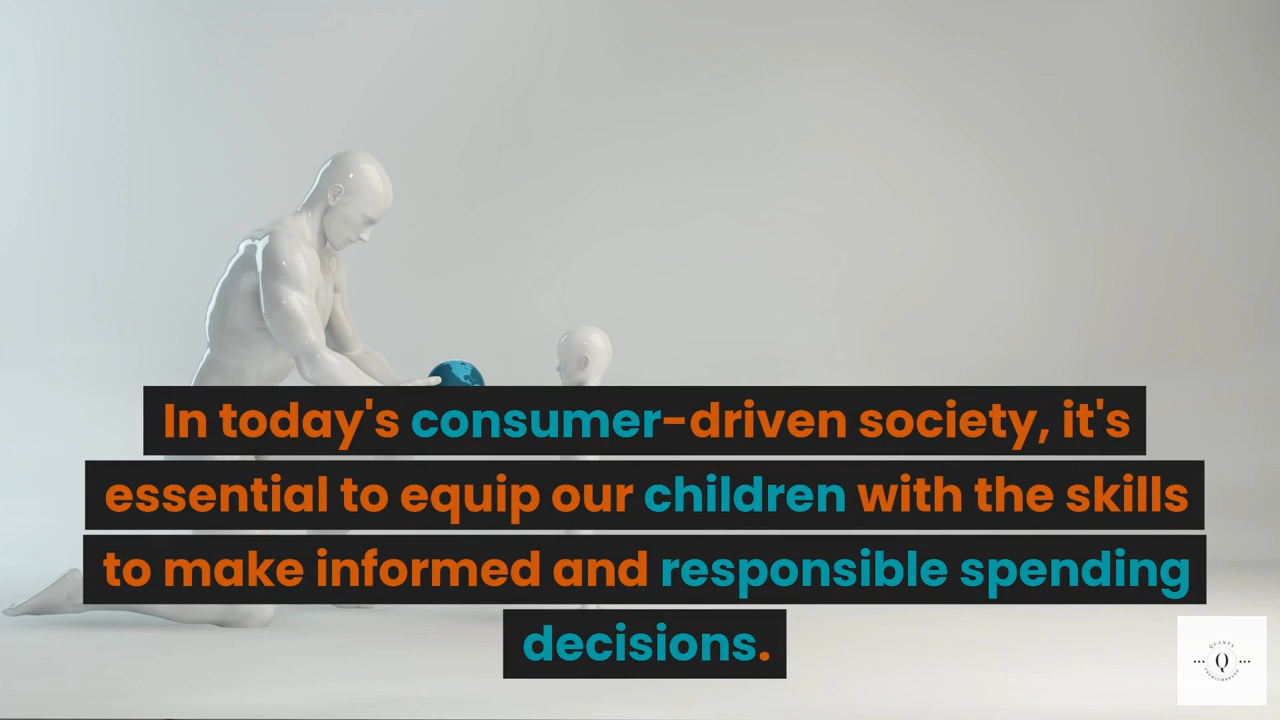 In today's consumer-driven society, it's
essential to equip our children with the skills
to make informed and responsible spending
decisions.
Q